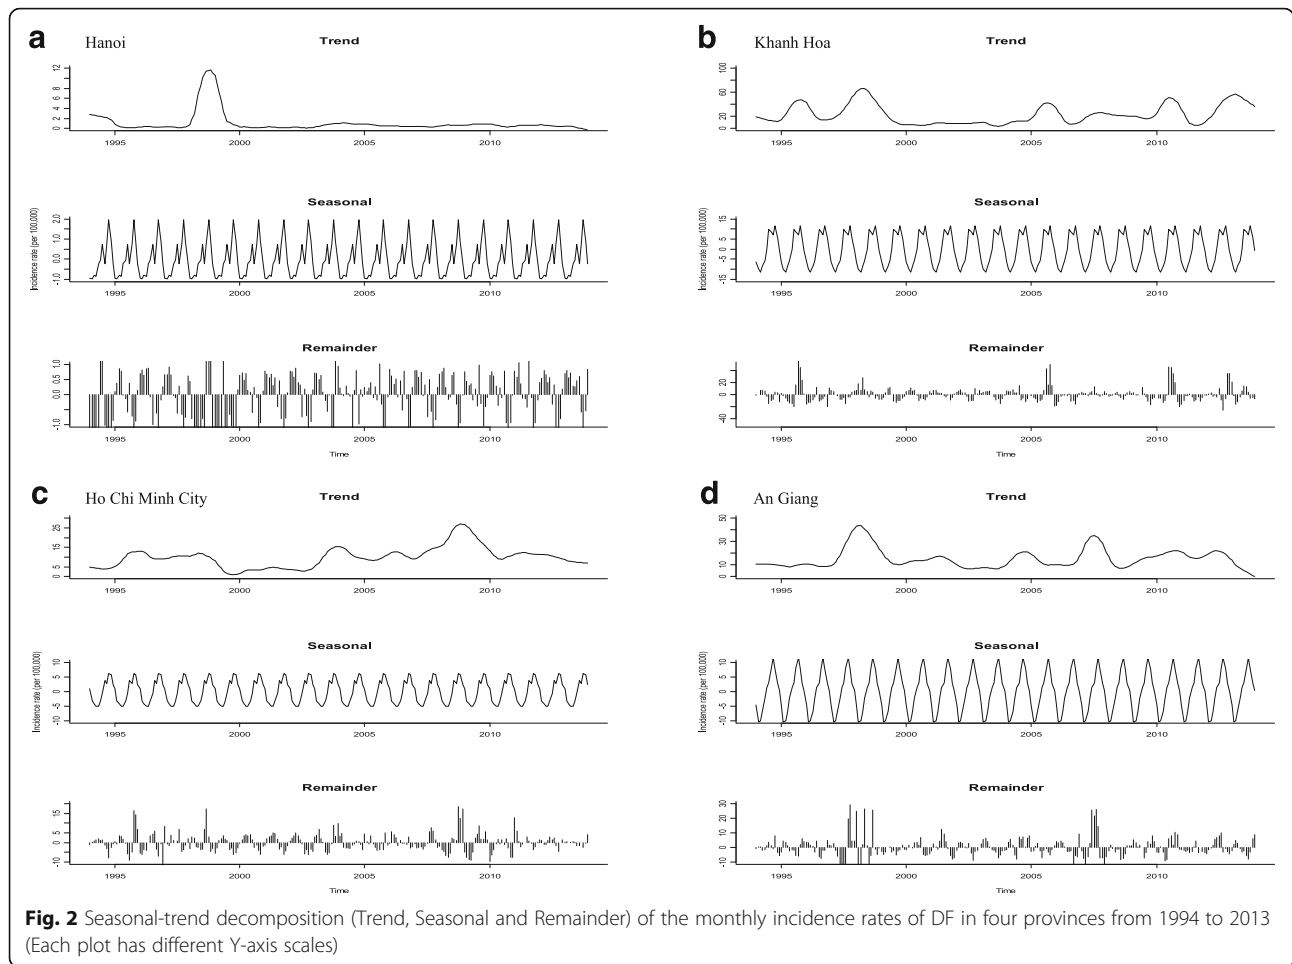 a Hanoi
Trend
0 2 4 6 8 12
1995 2000 2005 2010
Seasonal
Incidence rate (per 100,000)
-1.0 0.0 1.0 2.0
1995 2000 2005 2010
Remainder
-1.0 0.0 0.5 1.0
1995 2000 2005 2010
Time
b Khanh Hoa
Trend
0 20 60 100
1995 2000 2005 2010
Seasonal
Incidence rate (per 100,000)
-15 -5 0 5 15
1995 2000 2005 2010
Remainder
-40 0 20
1995 2000 2005 2010
Time
c Ho Chi Minh City
Trend
0 5 15 25
1995 2000 2005 2010
Seasonal
Incidence rate (per 100,000)
-10 -5 0 5 10
1995 2000 2005 2010
Remainder
-10 0 5 15
1995 2000 2005 2010
Time
d An Giang
Trend
0 10 30 50
1995 2000 2005 2010
Seasonal
Incidence rate (per 100,000)
-10 -5 0 5 10
1995 2000 2005 2010
Remainder
-10 0 10 20 30
1995 2000 2005 2010
Time
Fig. 2 Seasonal-trend decomposition (Trend, Seasonal and Remainder) of the monthly incidence rates of DF in four provinces from 1994 to 2013
(Each plot has different Y-axis scales)